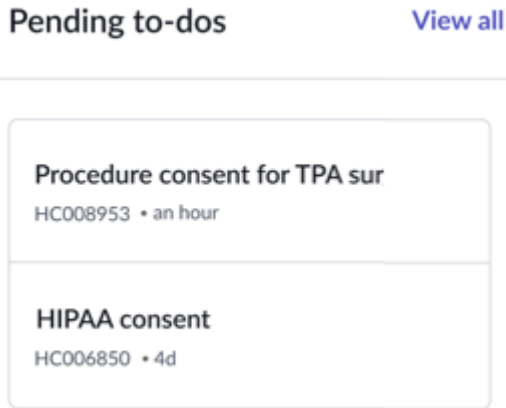 Pending to-dos
View all
Procedure consent for TPA sur
HC008953 • an hour
HIPAA consent
HC006850 • 4d